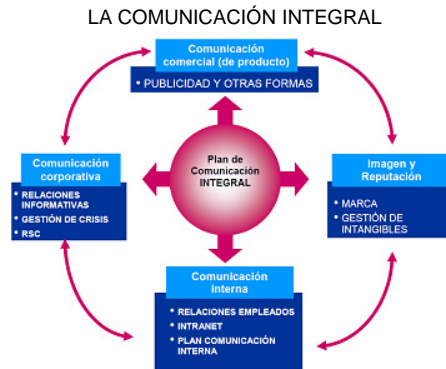 LA COMUNICACIÓN INTEGRAL
Comunicación
comercial (de producto)
• PUBLICIDAD Y OTRAS FORMAS
Plan de
Comunicación
INTEGRAL
Comunicación
corporativa
• RELACIONES
INFORMATIVAS
• GESTIÓN DE CRISIS
• RSC
Imagen y
Reputación
• MARCA
• GESTIÓN DE
INTANGIBLES
Comunicación
interna
• RELACIONES EMPLEADOS
• INTRANET
• PLAN COMUNICACIÓN
INTERNA